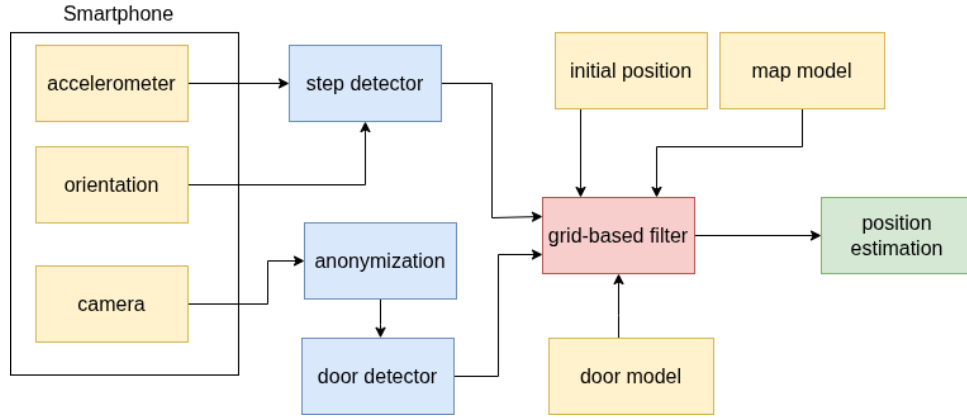 Smartphone
accelerometer
step detector
initial position
map model
orientation
camera
anonymization
door detector
grid-based filter
door model
position
estimation